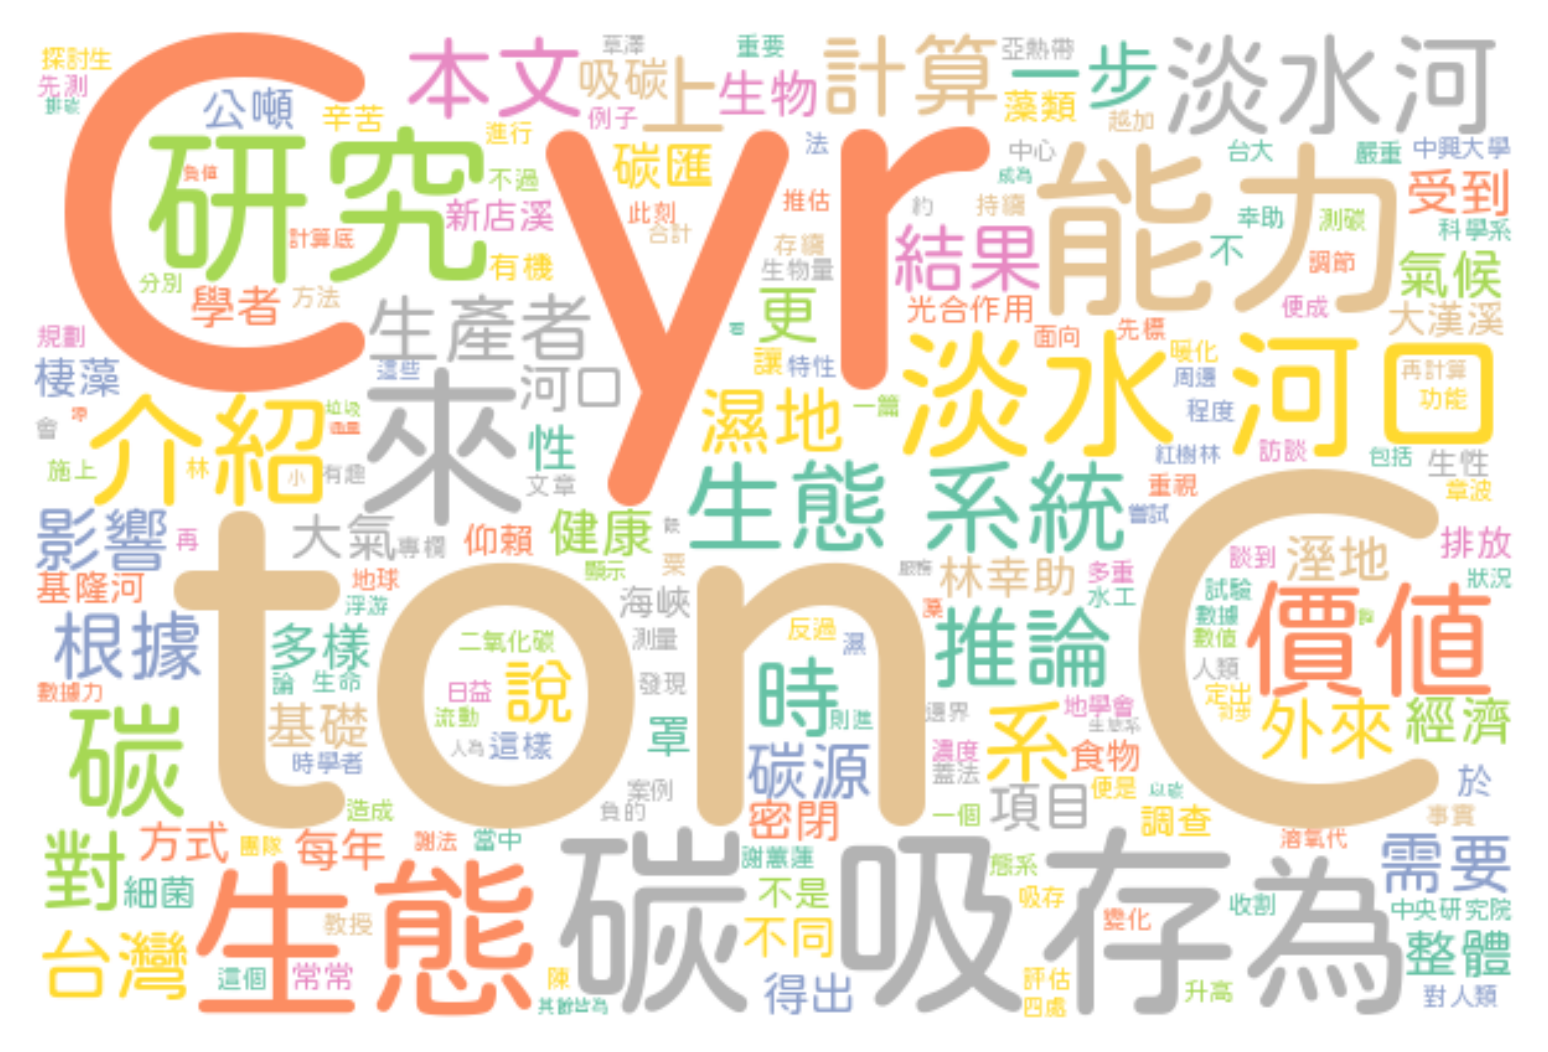 探討生
先測
排碳
公噸
辛苦
本文
草澤
吸碳
例子
上
重要
生物
計算
亞熱帶
一步
藻類
越加
淡水河
C yr
研究
負值
計算底
分別
學者
方法
進行
不過
新店溪
有機
碳匯
此刻
合計
法
推估
約
持續
存續
生物量
中心
成為
能力
台大
嚴重
中興大學
受到
科學系
幸助
測碳
不
調節
氣候
便成
大漢溪
結果
光合作用
面向
先標
更
讓
特性
規劃
棲藻
會
生產者
這些
河口
來
性
文章
介紹
垃圾
施上
林
小
有趣
濕地
一篇
淡水河口
暖化
周邊
程度
再計算
功能
紅樹林
訪談
包括
生性
重視
章波
嘗試
生態系統
影響
再
大氣
專欄
仰賴
健康
顯示
粟
服務
林幸助
多重
水工
談到
溼地
排放
狀況
基隆河
地球
浮游
海峽
藻
ton C
根據
數據力
多樣
論
生命
二氧化碳
說
日益
流動
人為
這樣
測量
發現
罩
反過
濕
時
則進
推論
試驗
數據
數值
人類
定出
初步
價值
外來
經濟
碳
基礎
時學者
造成
案例
負的
碳源
邊界
濃度
蓋法
系
地學會
生態系
食物
便是
以碳
於
事實
密閉
一個
項目
調查
溶氧代
對
方式
團隊
每年
謝法
當中
細菌
教授
生態
碳吸存為
謝蕙蓮
不是
不同
態系
吸存
變化
收割
需要
中央研究院
整體
台灣
這個
常常
陳
其餘皆為
得出
評估
四處
升高
對人類